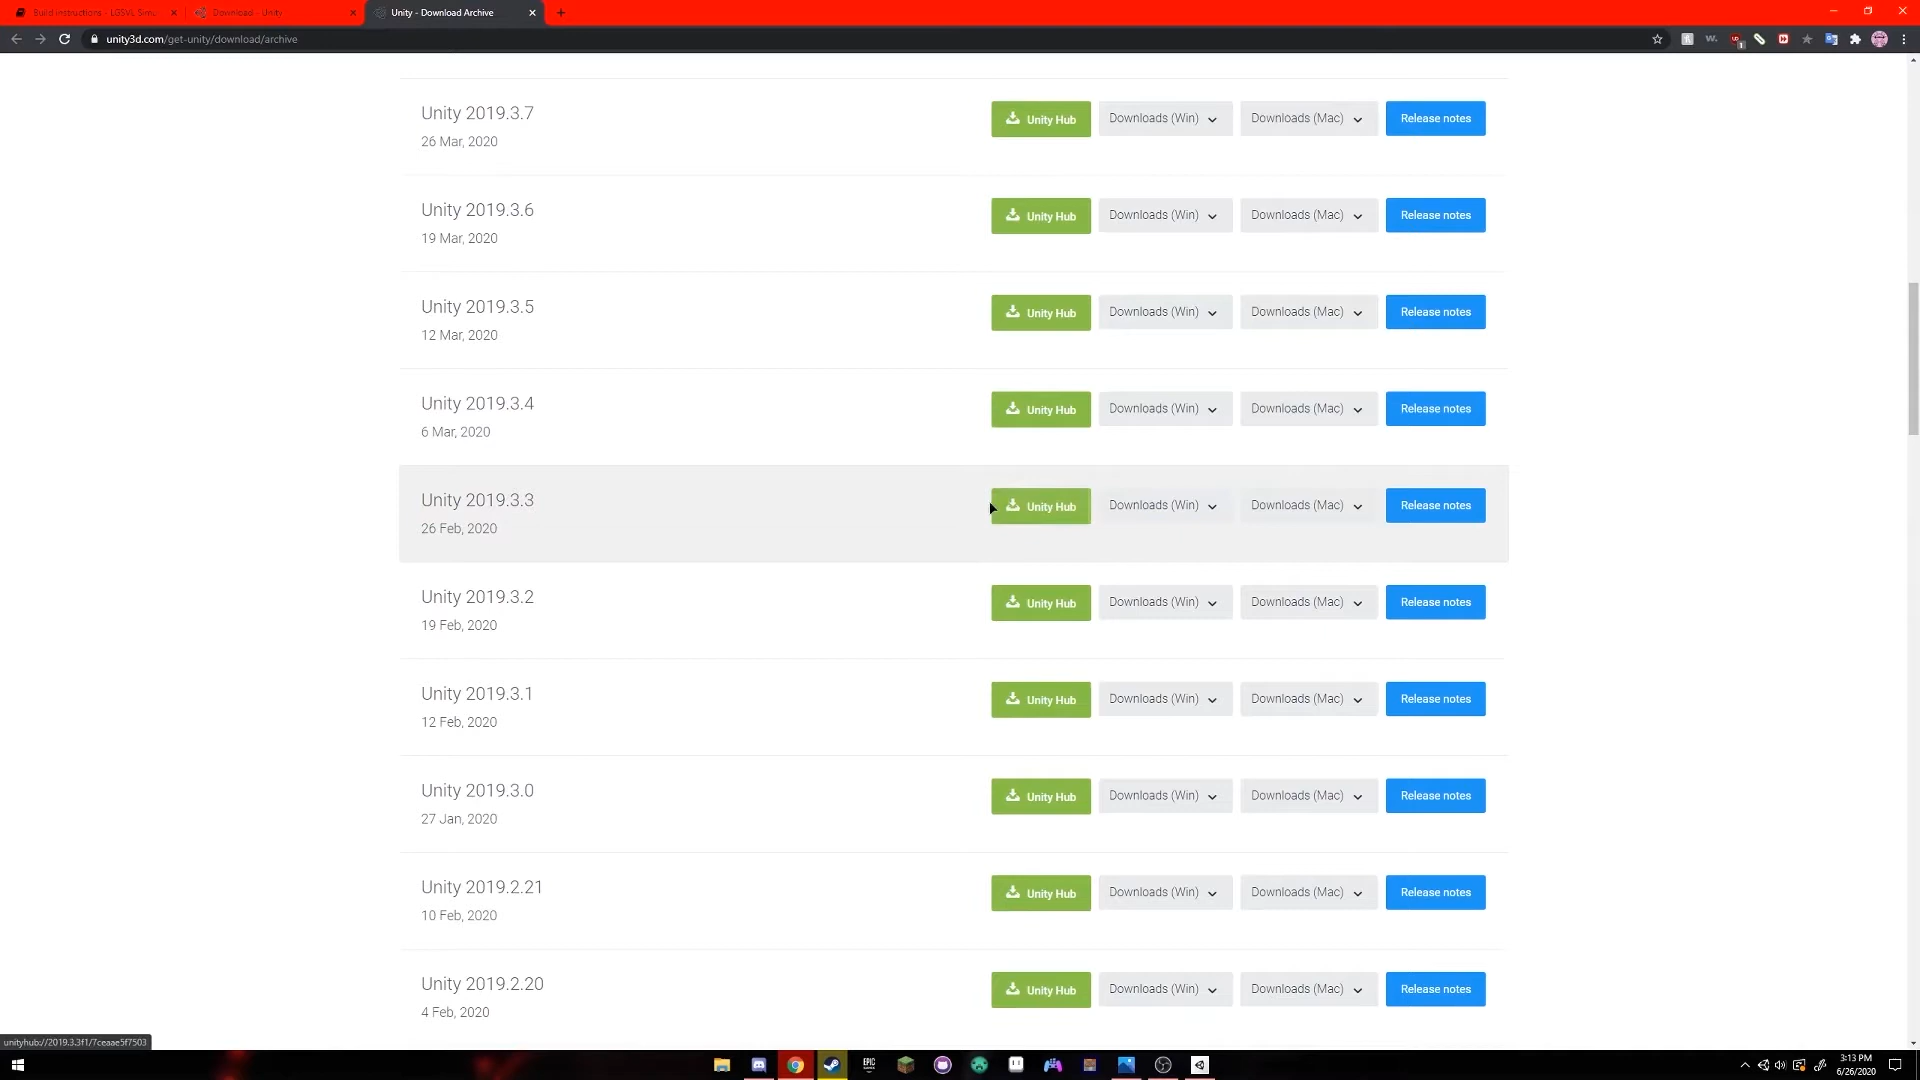 Build instructions - LGSVL Simu
Download - Unity
Unity - Download Archive
unity3d.com/get-unity/download/archive
Unity 2019.3.7
26 Mar, 2020
Unity Hub
Downloads (Win)
Downloads (Mac)
Release notes
Unity 2019.3.6
19 Mar, 2020
Unity Hub
Downloads (Win)
Downloads (Mac)
Release notes
Unity 2019.3.5
12 Mar, 2020
Unity Hub
Downloads (Win)
Downloads (Mac)
Release notes
Unity 2019.3.4
6 Mar, 2020
Unity Hub
Downloads (Win)
Downloads (Mac)
Release notes
Unity 2019.3.3
26 Feb, 2020
Unity Hub
Downloads (Win)
Downloads (Mac)
Release notes
Unity 2019.3.2
19 Feb, 2020
Unity Hub
Downloads (Win)
Downloads (Mac)
Release notes
Unity 2019.3.1
12 Feb, 2020
Unity Hub
Downloads (Win)
Downloads (Mac)
Release notes
Unity 2019.3.0
27 Jan, 2020
Unity Hub
Downloads (Win)
Downloads (Mac)
Release notes
Unity 2019.2.21
10 Feb, 2020
Unity Hub
Downloads (Win)
Downloads (Mac)
Release notes
Unity 2019.2.20
4 Feb, 2020
Unity Hub
Downloads (Win)
Downloads (Mac)
Release notes
unityhub://2019.3.3f1/7ceaae5f7503
3:13 PM
6/26/2020